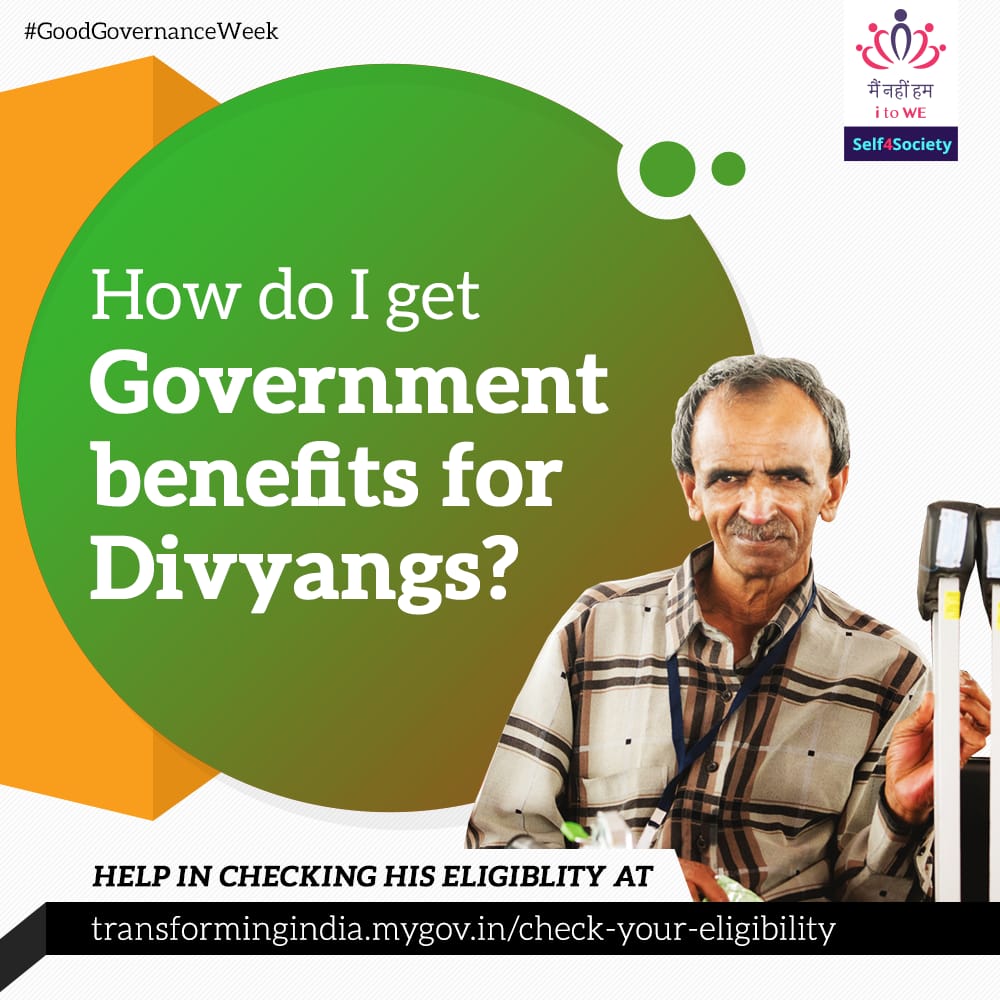 #GoodGovernanceWeek
मैं नहीं हम
i to WE
Self4Society
How do I get
Government
benefits for
Divyangs?
HELP IN CHECKING HIS ELIGIBLITY AT
transformingindia.mygov.in/check-your-eligibility